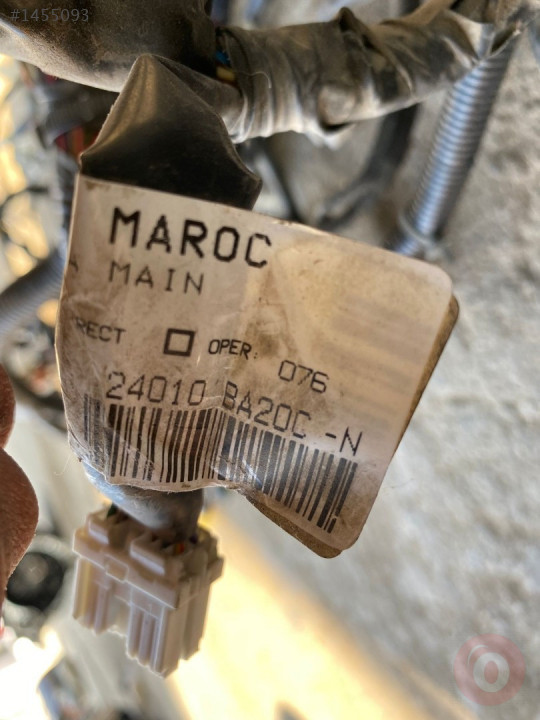 #1455093
MAROC
MAIN
RECT OPER: 076
24010 BA20C -N